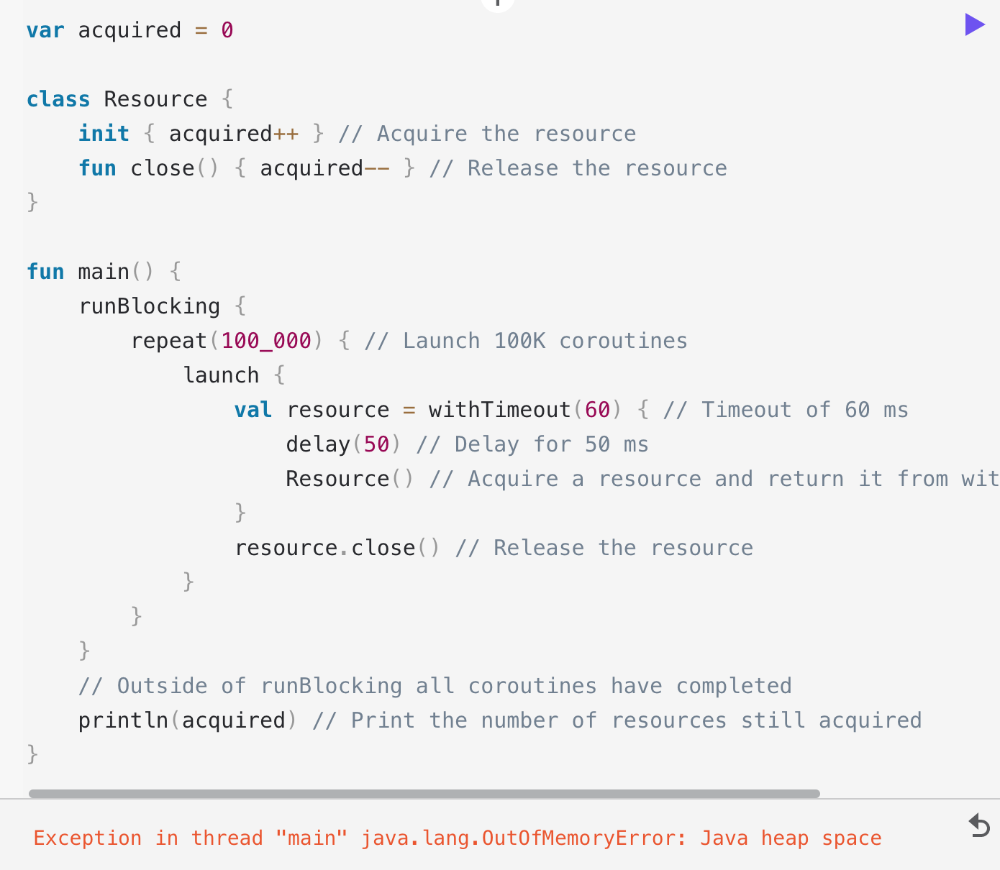 var acquired = 0

class Resource {
    init { acquired++ } // Acquire the resource
    fun close() { acquired-- } // Release the resource
}

fun main() {
    runBlocking {
        repeat(100_000) { // Launch 100K coroutines
            launch {
                val resource = withTimeout(60) { // Timeout of 60 ms
                    delay(50) // Delay for 50 ms
                    Resource() // Acquire a resource and return it from wit
                }
                resource.close() // Release the resource
            }
        }
    }
    // Outside of runBlocking all coroutines have completed
    println(acquired) // Print the number of resources still acquired
}
Exception in thread "main" java.lang.OutOfMemoryError: Java heap space